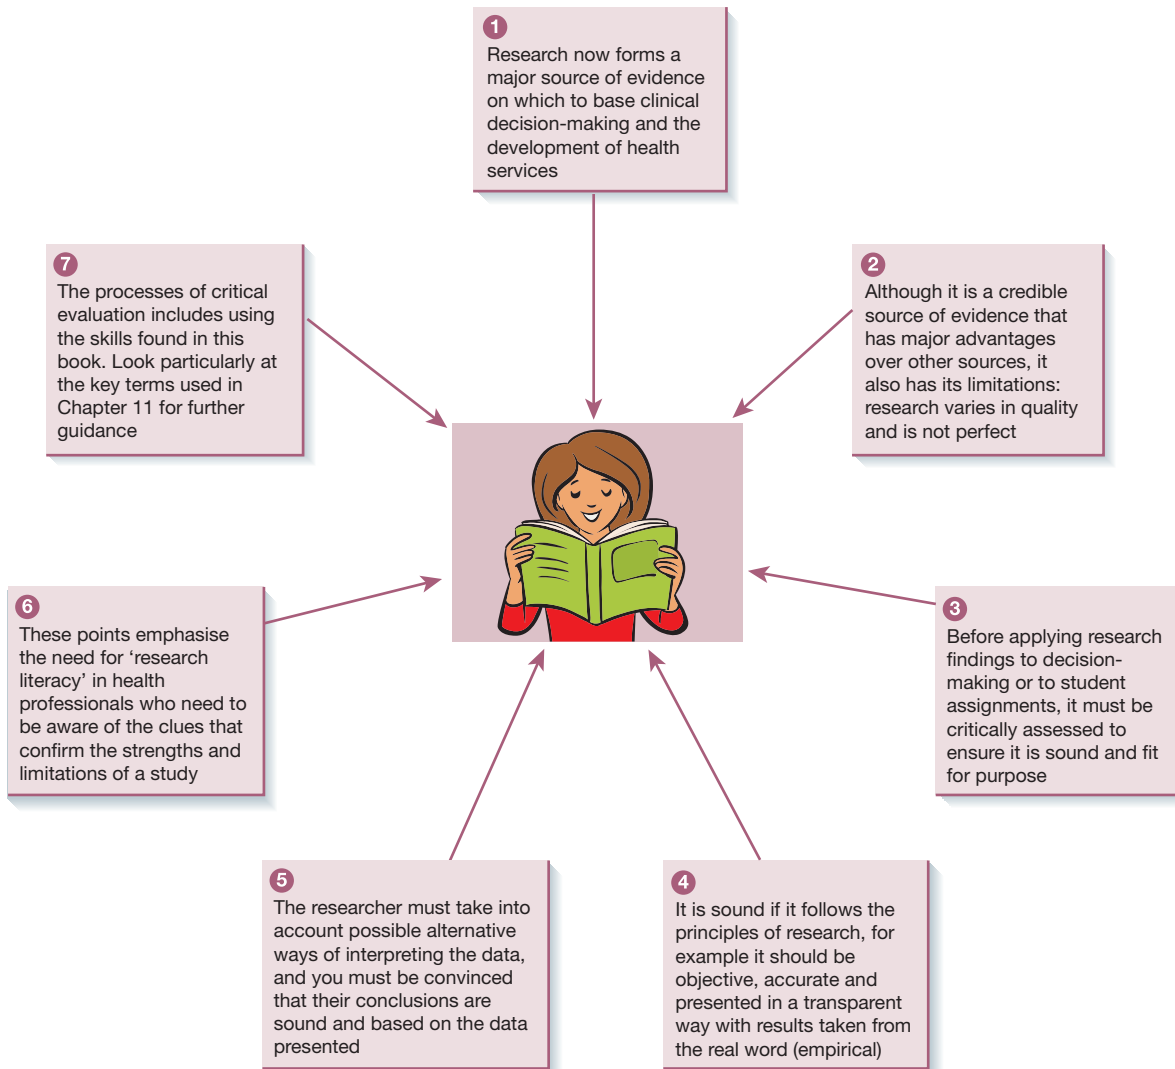 1
Research now forms a
major source of evidence
on which to base clinical
decision-making and the
development of health
services
2
Although it is a credible
source of evidence that
has major advantages
over other sources, it
also has its limitations:
research varies in quality
and is not perfect
3
Before applying research
findings to decision-
making or to student
assignments, it must be
critically assessed to
ensure it is sound and fit
for purpose
4
It is sound if it follows the
principles of research, for
example it should be
objective, accurate and
presented in a transparent
way with results taken from
the real word (empirical)
5
The researcher must take into
account possible alternative
ways of interpreting the data,
and you must be convinced
that their conclusions are
sound and based on the data
presented
6
These points emphasise
the need for ‘research
literacy’ in health
professionals who need to
be aware of the clues that
confirm the strengths and
limitations of a study
7
The processes of critical
evaluation includes using
the skills found in this
book. Look particularly at
the key terms used in
Chapter 11 for further
guidance